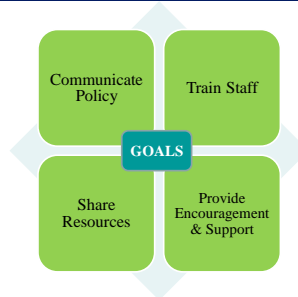 Communicate
Policy
Train Staff
GOALS
Share
Resources
Provide
Encouragement
& Support